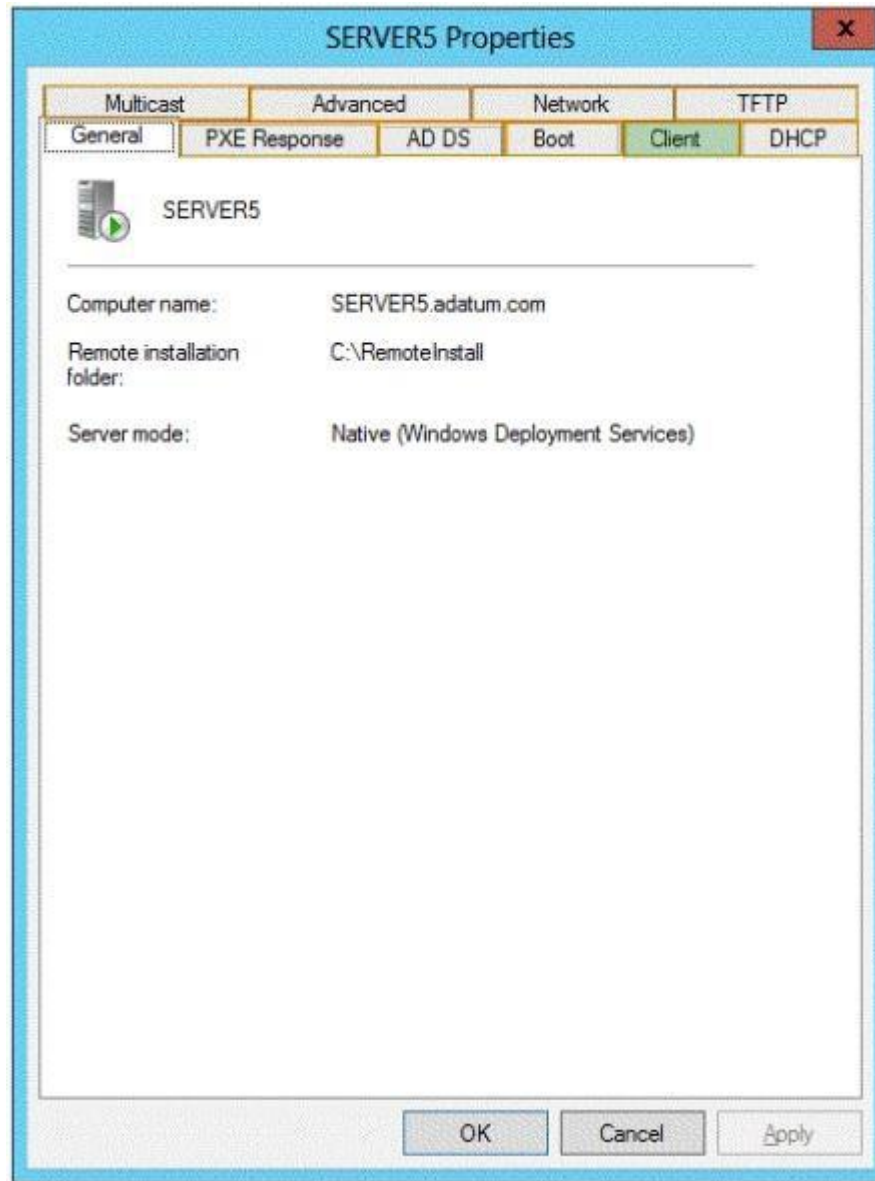 SERVER5 Properties
x
Multicast Advanced Network TFTP
General PXE Response AD DS Boot Client DHCP
SERVER5
Computer name: SERVER5.adatum.com
Remote installation C:\RemoteInstall
folder:
Server mode: Native (Windows Deployment Services)
OK Cancel Apply